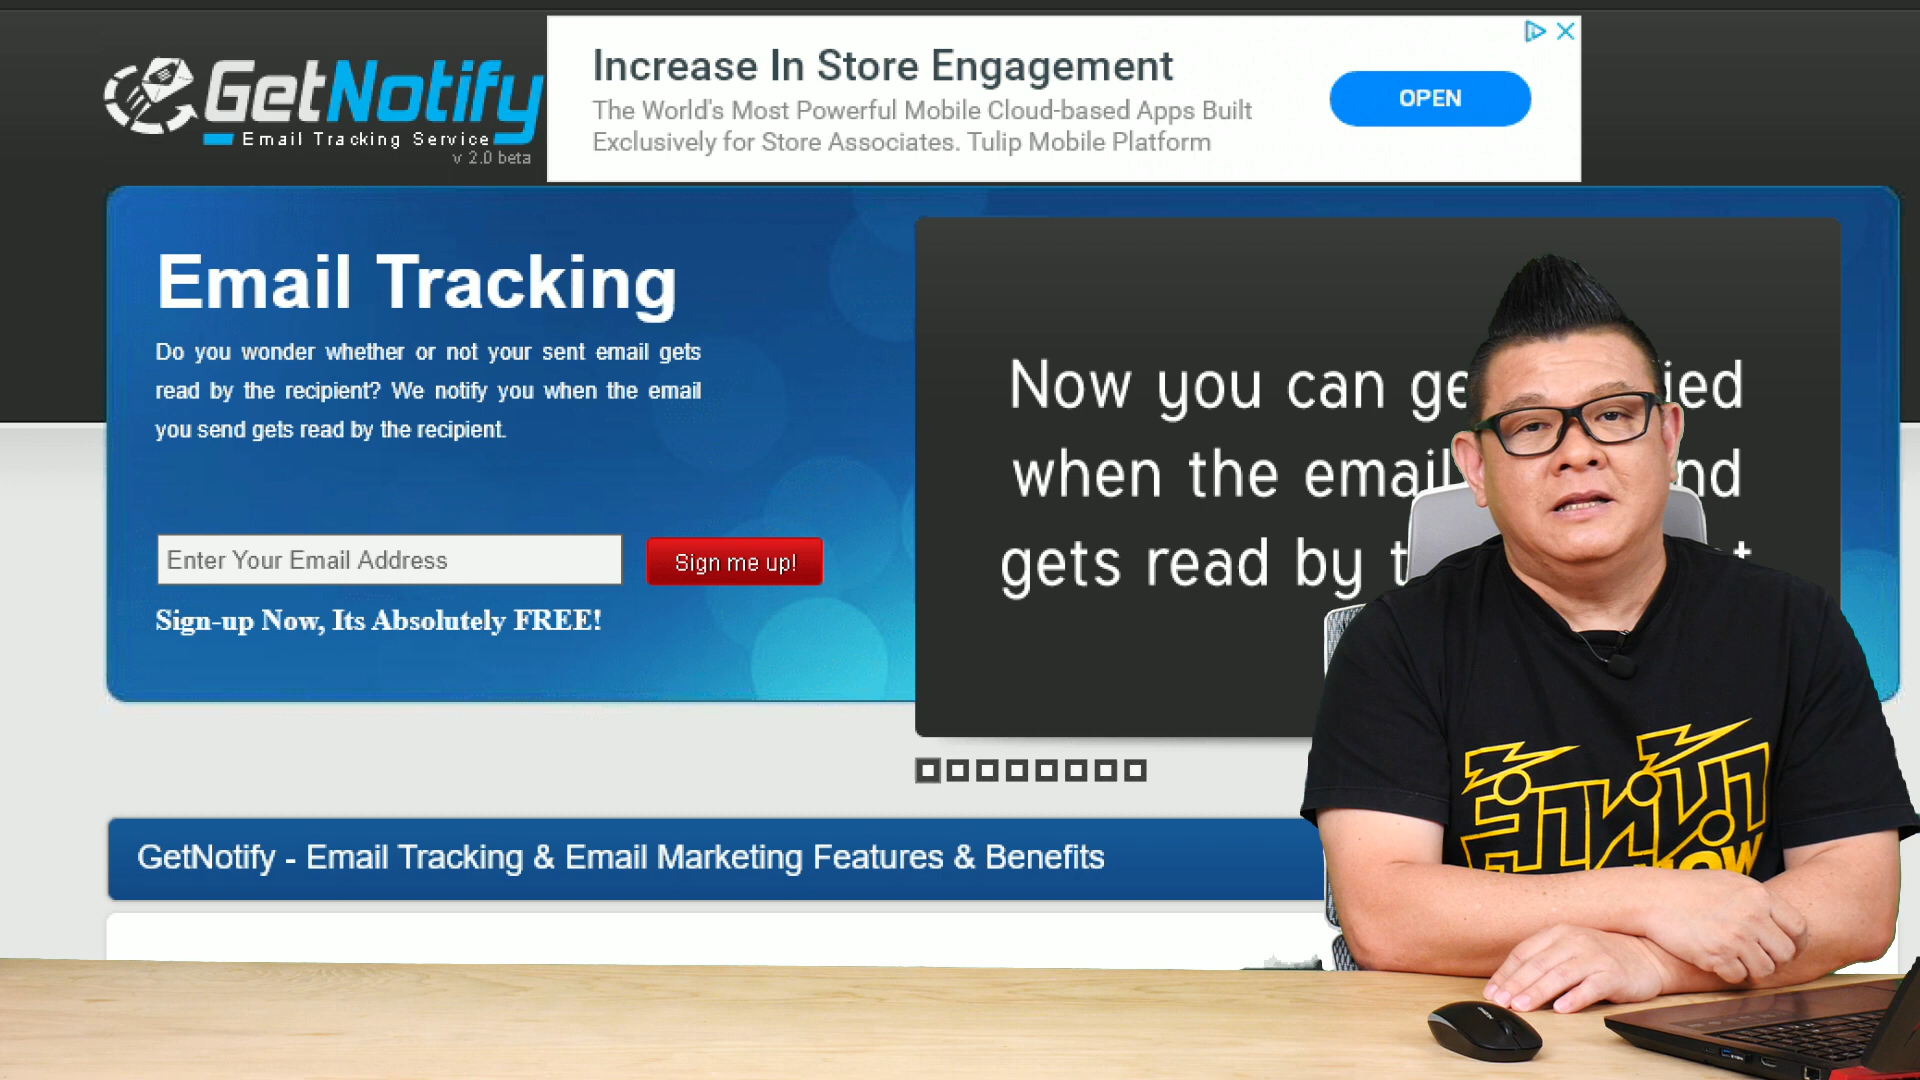 GetNotify
Email Tracking Service
v 2.0 beta
Increase In Store Engagement
The World's Most Powerful Mobile Cloud-based Apps Built
Exclusively for Store Associates. Tulip Mobile Platform
OPEN
Email Tracking
Do you wonder whether or not your sent email gets
read by the recipient? We notify you when the email
you send gets read by the recipient.
Enter Your Email Address
Sign me up!
Sign-up Now, Its Absolutely FREE!
Now you can
when the email
gets read by
GetNotify - Email Tracking & Email Marketing Features & Benefits